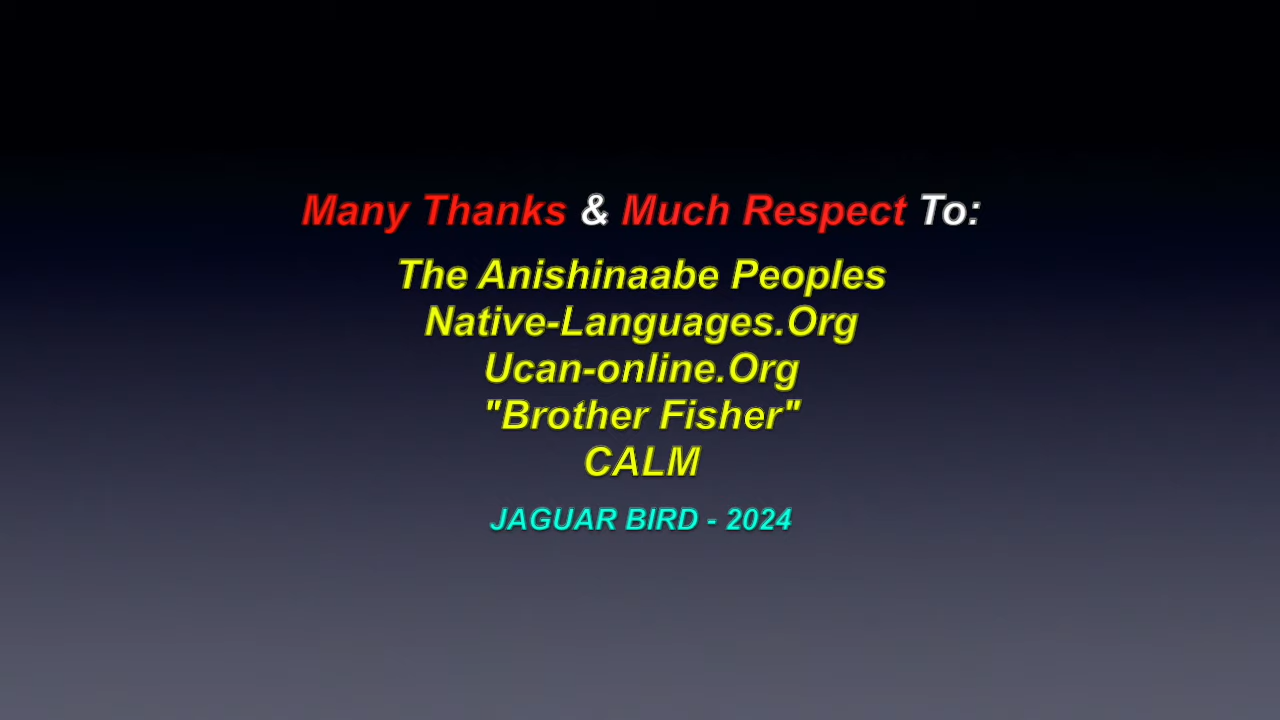 Many Thanks & Much Respect To:
The Anishinaabe Peoples
Native-Languages.Org
Ucan-online.Org
"Brother Fisher"
CALM
JAGUAR BIRD - 2024